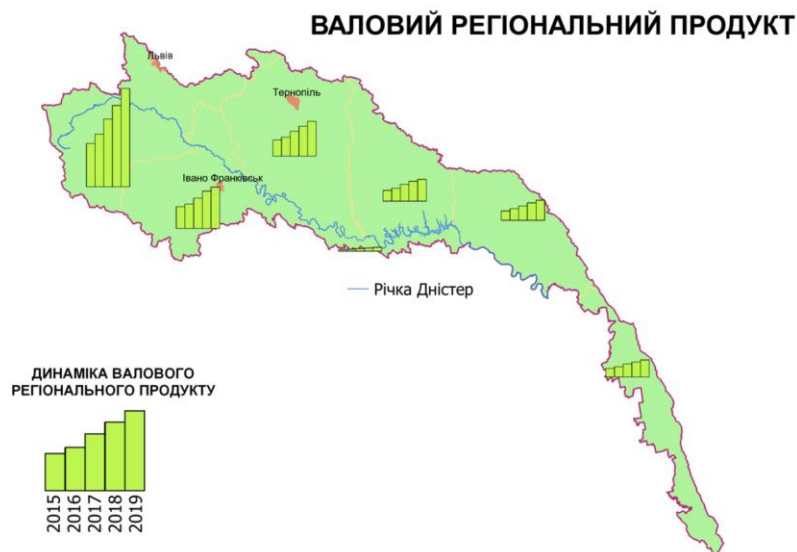 ВАЛОВИЙ РЕГІОНАЛЬНИЙ ПРОДУКТ
Львів
Тернопіль
Івано Франківськ
Річка Дністер
ДИНАМІКА ВАЛОВОГО
РЕГІОНАЛЬНОГО ПРОДУКТУ
2015
2016
2017
2018
2019